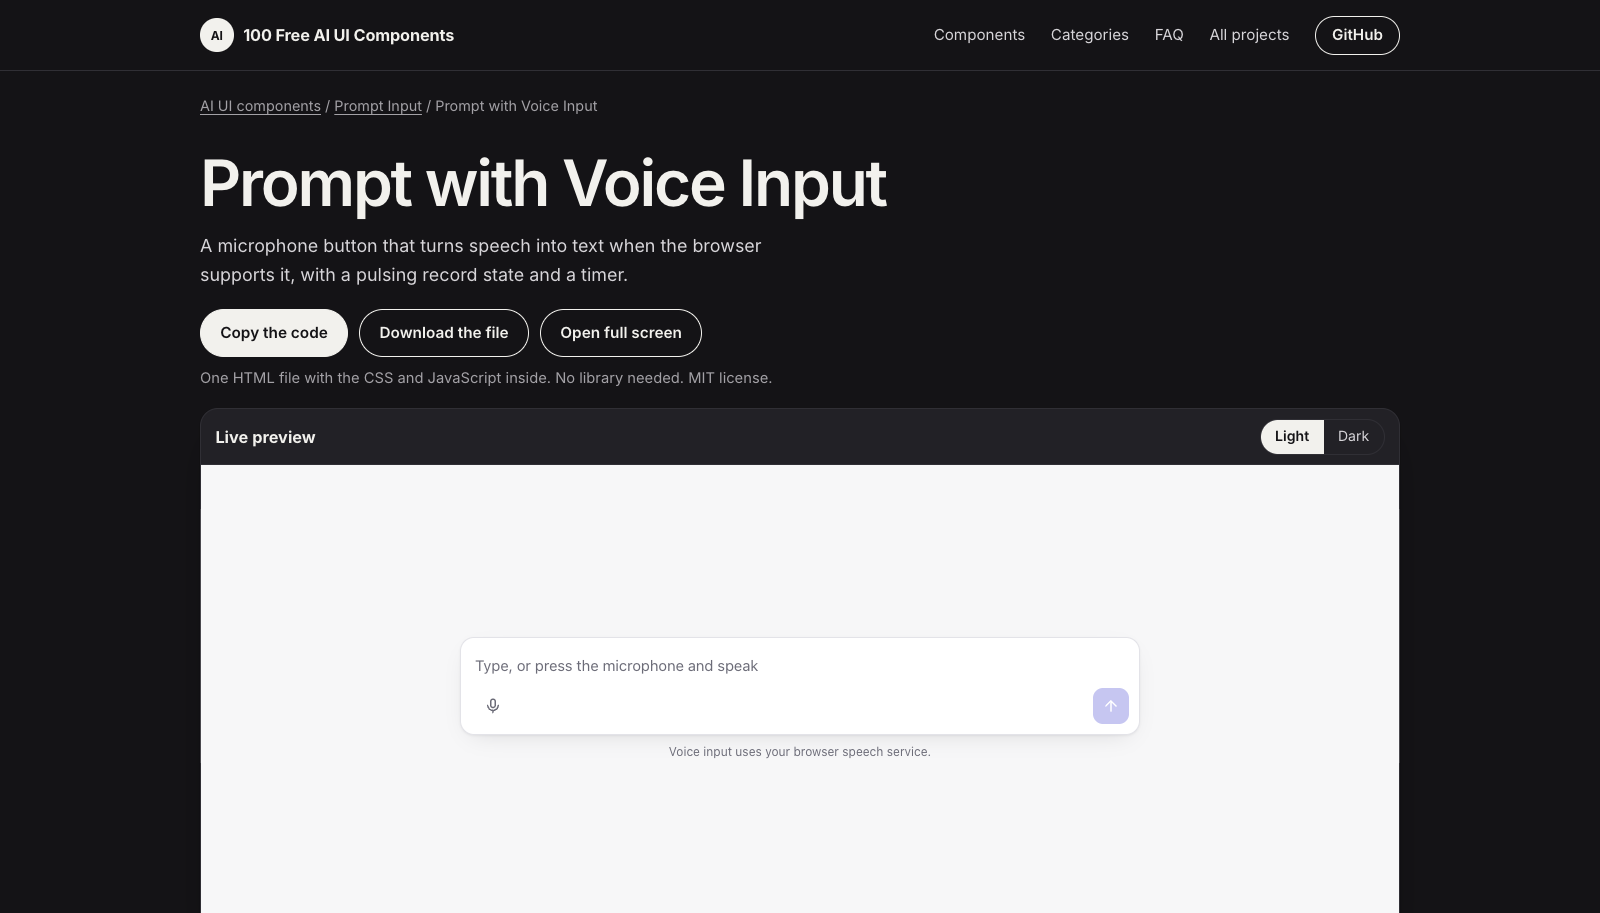 AI 100 Free AI UI Components
Components Categories FAQ All projects GitHub
AI UI components / Prompt Input / Prompt with Voice Input
Prompt with Voice Input
A microphone button that turns speech into text when the browser
supports it, with a pulsing record state and a timer.
Copy the code Download the file Open full screen
One HTML file with the CSS and JavaScript inside. No library needed. MIT license.
Live preview Light Dark
Type, or press the microphone and speak
Voice input uses your browser speech service.